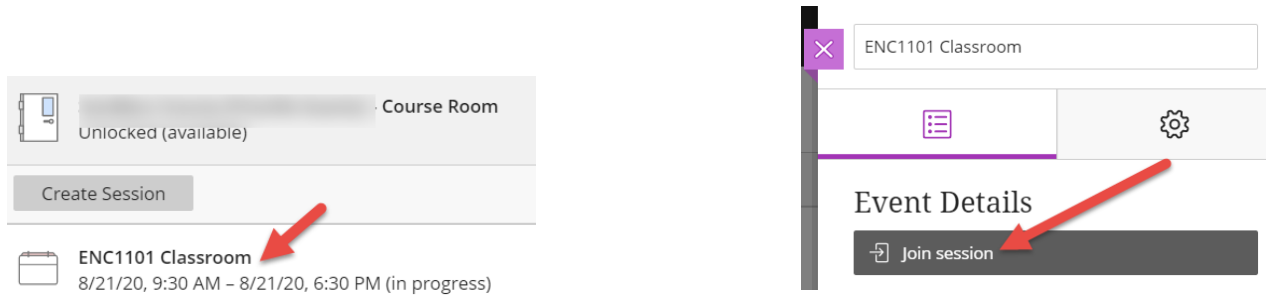 - Course Room
Unlocked (available)
Create Session
ENC1101 Classroom
8/21/20, 9:30 AM – 8/21/20, 6:30 PM (in progress)
ENC1101 Classroom
Event Details
Join session